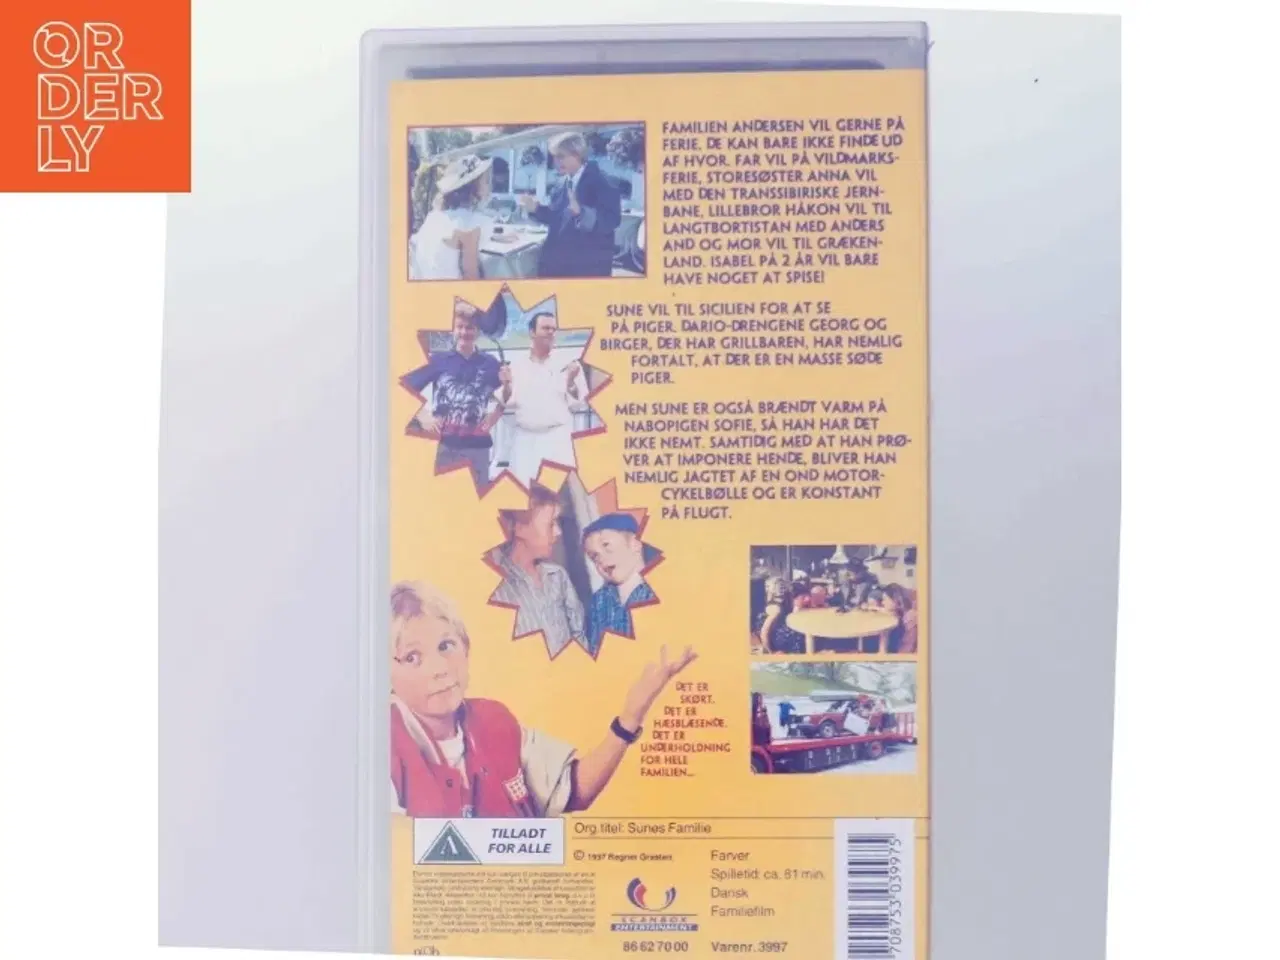 OR
DER
LY
FAMILIEN ANDERSEN VIL GERNE PÅ
FERIE, DE KAN BARE IKKE FINDE UD
AF HVOR. FAR VIL PÅ VILDMARKS-
FERIE, STORESØSTER ANNA VIL
MED DEN TRANSSIBIRISKE JERN-
BANE, LILLEBROR HÅKON VIL TIL
LANGTBORTISTAN MED ANDERS
AND OG MOR VIL TIL GRÆKEN-
LAND. ISABEL PÅ 2 ÅR VIL BARE
HAVE NOGET AT SPISE!
SUNE VIL TIL SICILIEN FOR AT SE
PÅ PIGER. DARIO-DRENGENE GEORG OG
BIRGER, DER HAR GRILLBAREN, HAR NEMLIG
FORTALT, AT DER ER EN MASSE SØDE
PIGER.
MEN SUNE ER OGSÅ BRÆNDT VARM PÅ
NABOPIGEN SOFIE, SÅ HAN HAR DET
IKKE NEMT. SAMTIDIG MED AT HAN PRØ-
VER AT IMPONERE HENDE, BLIVER HAN
NEMLIG JAGTET AF EN OND MOTOR-
CYKELBØLLE OG ER KONSTANT
PÅ FLUGT.
DET ER
SKØRT.
DET ER
HÆSBLÆSENDE.
DET ER
UNDERHOLDNING
FOR HELE
FAMILIEN...
A
TILLADT
FOR ALLE
Org.titel: Sunes Familie
© 1997 Regner Grasten
Farver
Spilletid: ca. 81 min.
Dansk
Familiefilm
SCANBOX
ENTERTAINMENT
86 62 70 00
Varenr. 3997
708753 039975